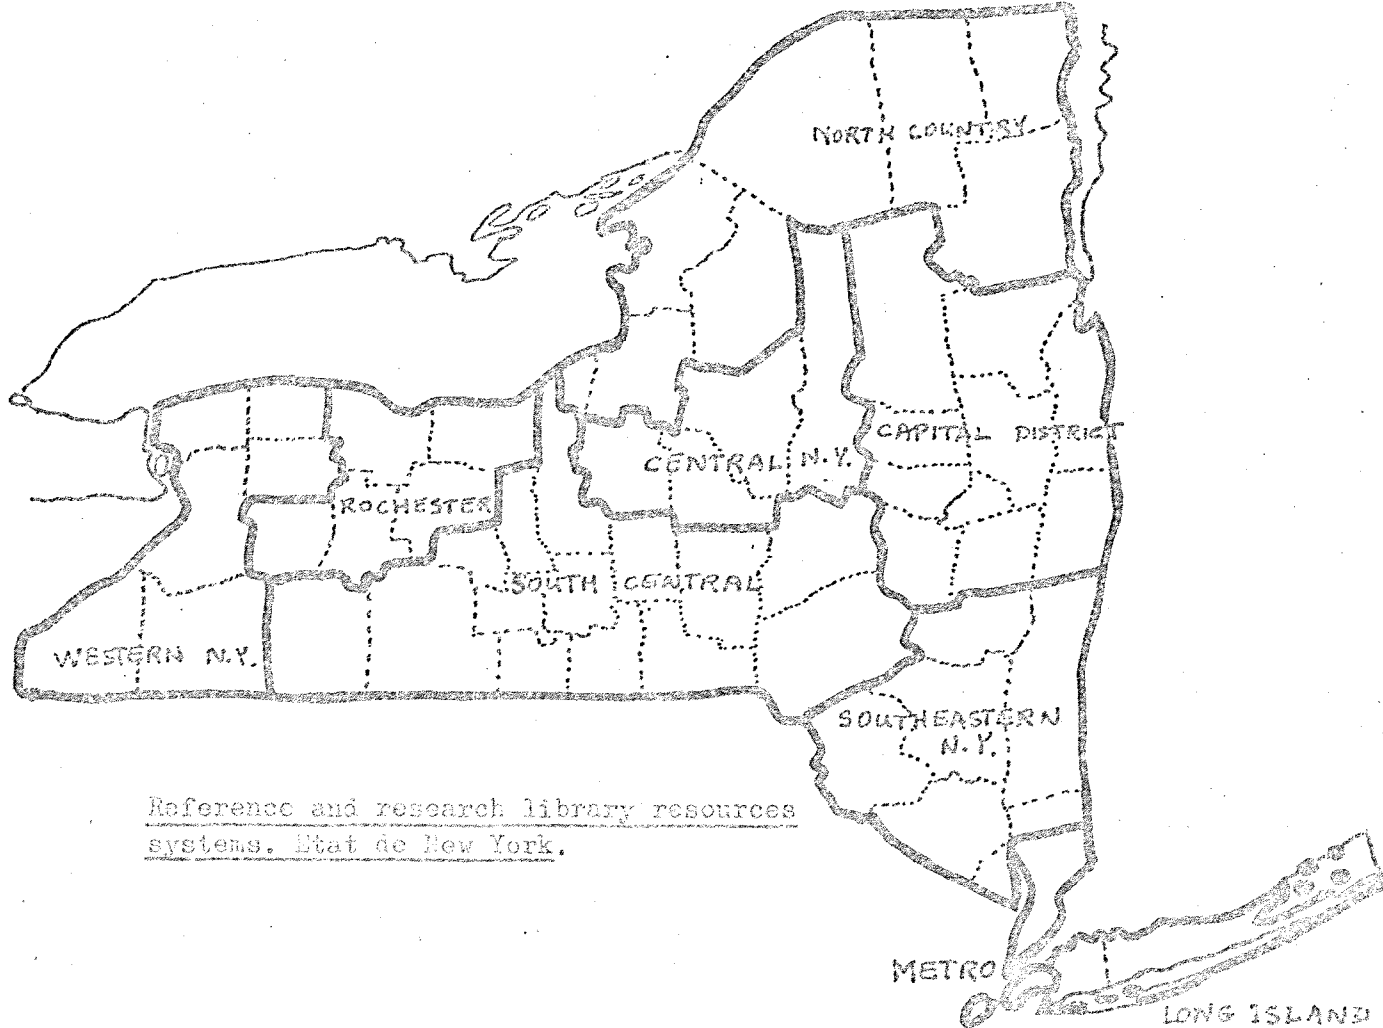 NORTH COUNTRY
CAPITAL DISTRICT
CENTRAL N.Y.
ROCHESTER
SOUTH CENTRAL
WESTERN N.Y.
SOUTHEASTERN
N.Y.
Reference and research library resources
systems. Etat de New York.
METRO
LONG ISLAND